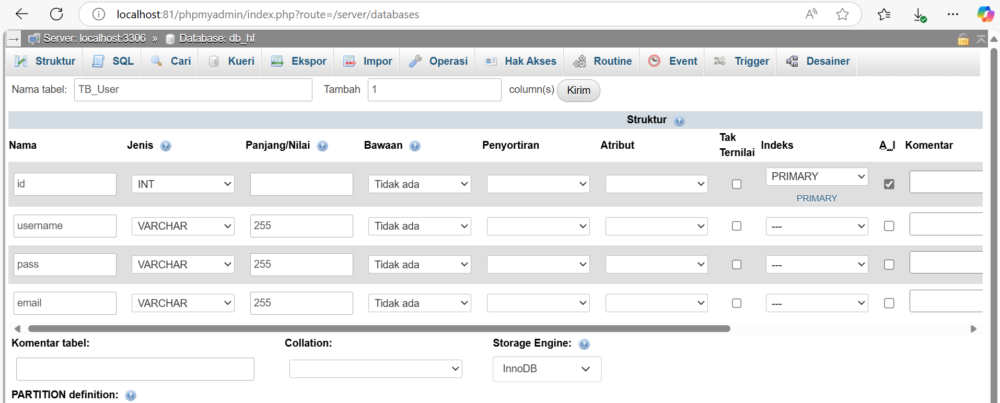 localhost:81/phpmyadmin/index.php?route=/server/databases
Server: localhost:3306 » Database: db_hf
Struktur SQL Cari Kueri Ekspor Impor Operasi Hak Akses Routine Event Trigger Desainer
Nama tabel: TB_User Tambah 1 column(s) Kirim
Struktur
Nama Jenis Panjang/Nilai Bawaan Penyortiran Atribut Tak Ternilai Indeks A_I Komentar
id INT Tidak ada PRIMARY
PRIMARY
username VARCHAR 255 Tidak ada ---
pass VARCHAR 255 Tidak ada ---
email VARCHAR 255 Tidak ada ---
Komentar tabel: Collation: Storage Engine:
InnoDB
PARTITION definition: